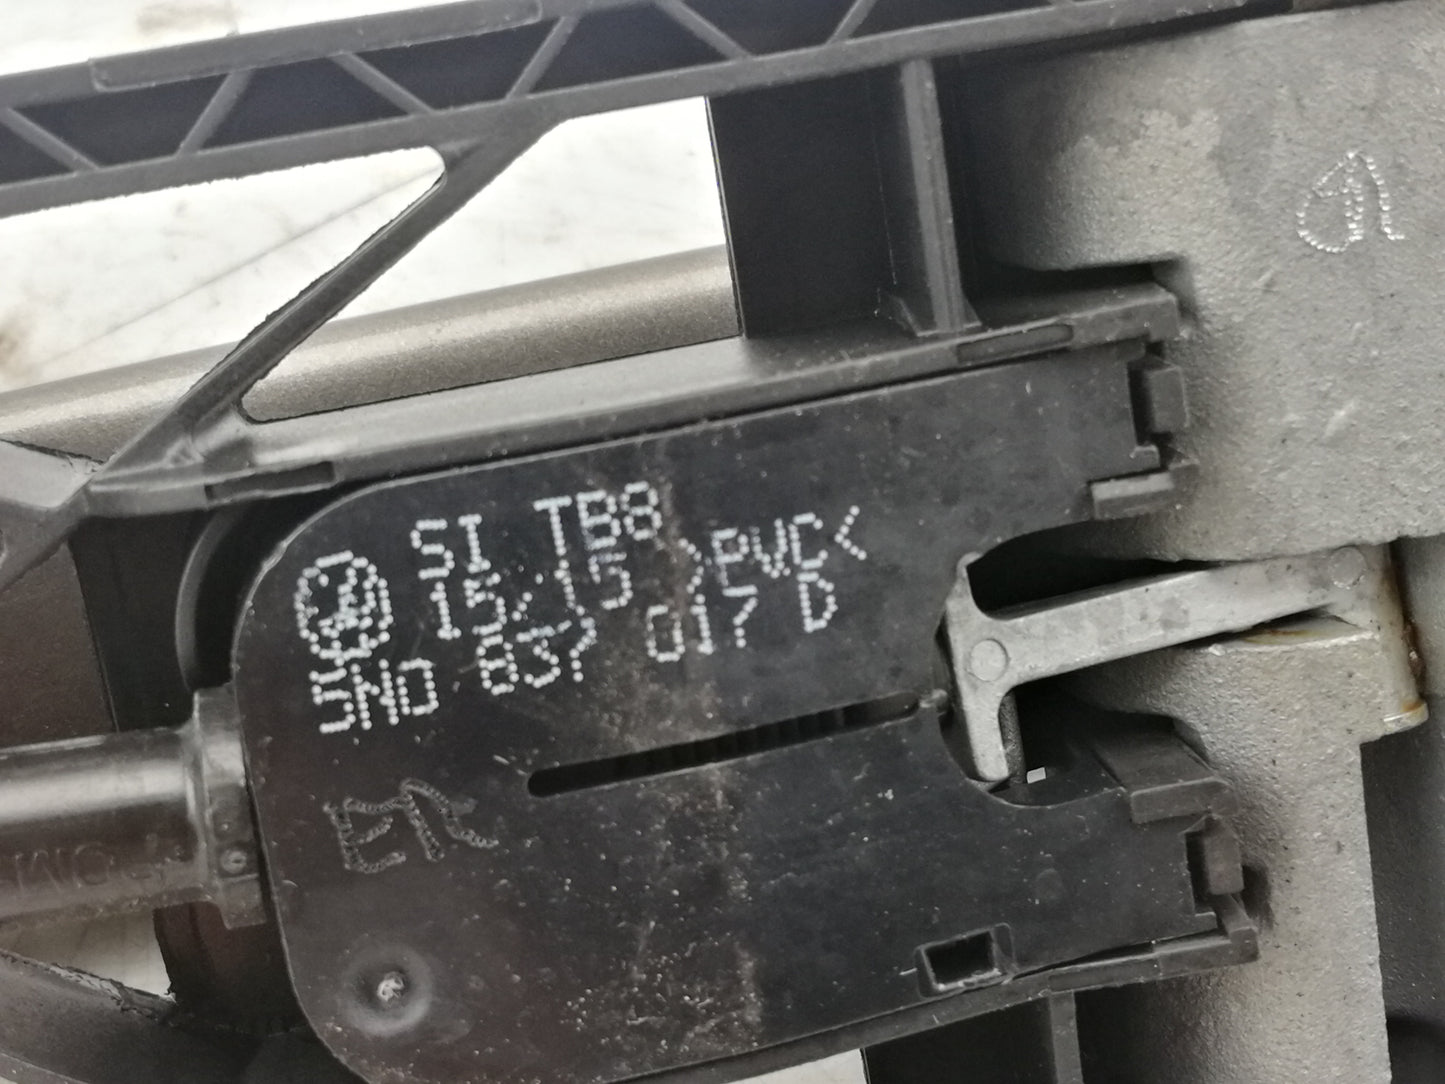 SI TB8
15×15 >PVC<
5N0 837 017 D